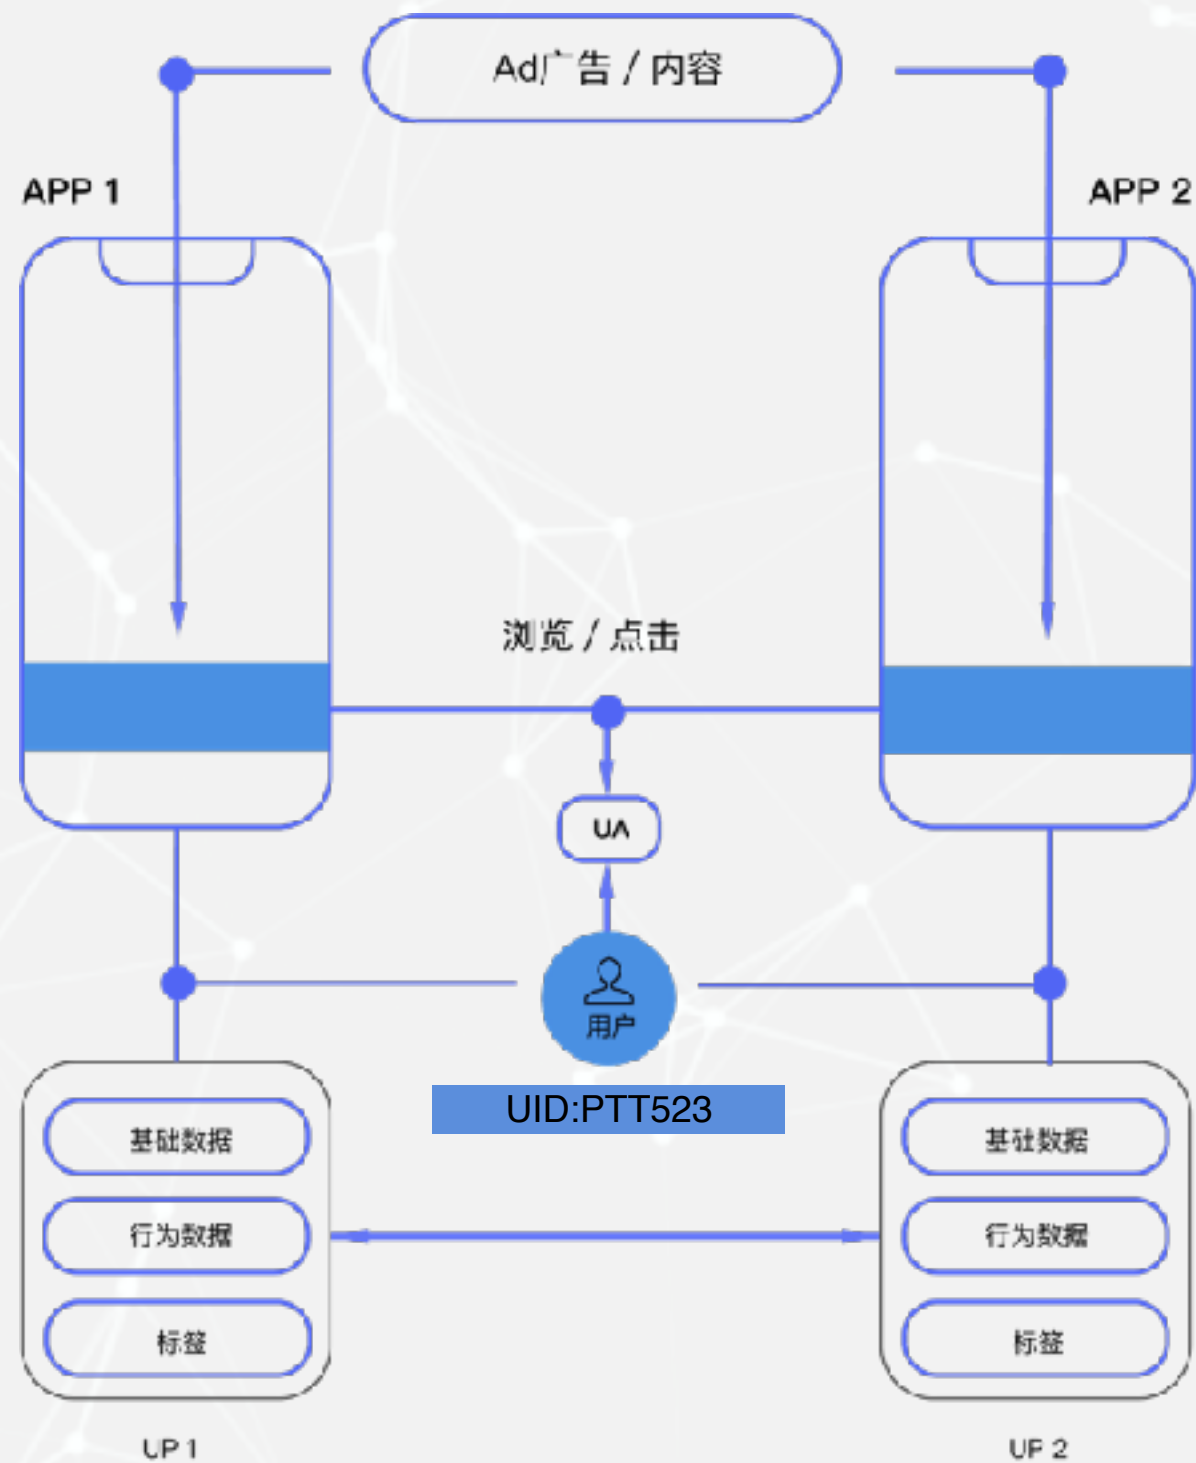 Ad广告 / 内容
APP 1
APP 2
浏览 / 点击
UA
用户
UID:PTT523
基础数据
基础数据
行为数据
行为数据
标签
标签
UP 1
UP 2